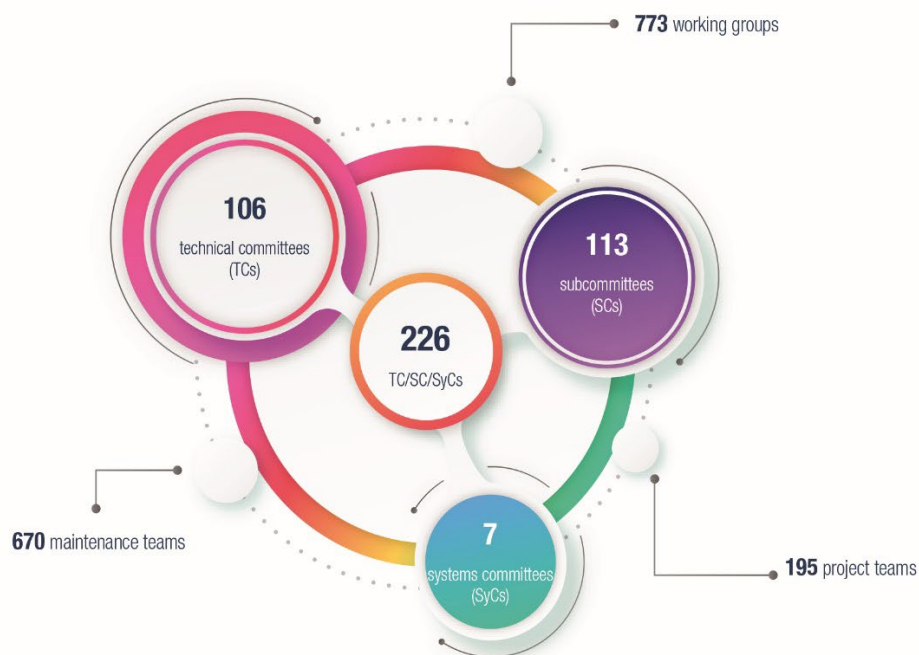 773 working groups
106
technical committees
(TCs)
113
subcommittees
(SCs)
226
TC/SC/SyCs
670 maintenance teams
7
systems committees
(SyCs)
195 project teams